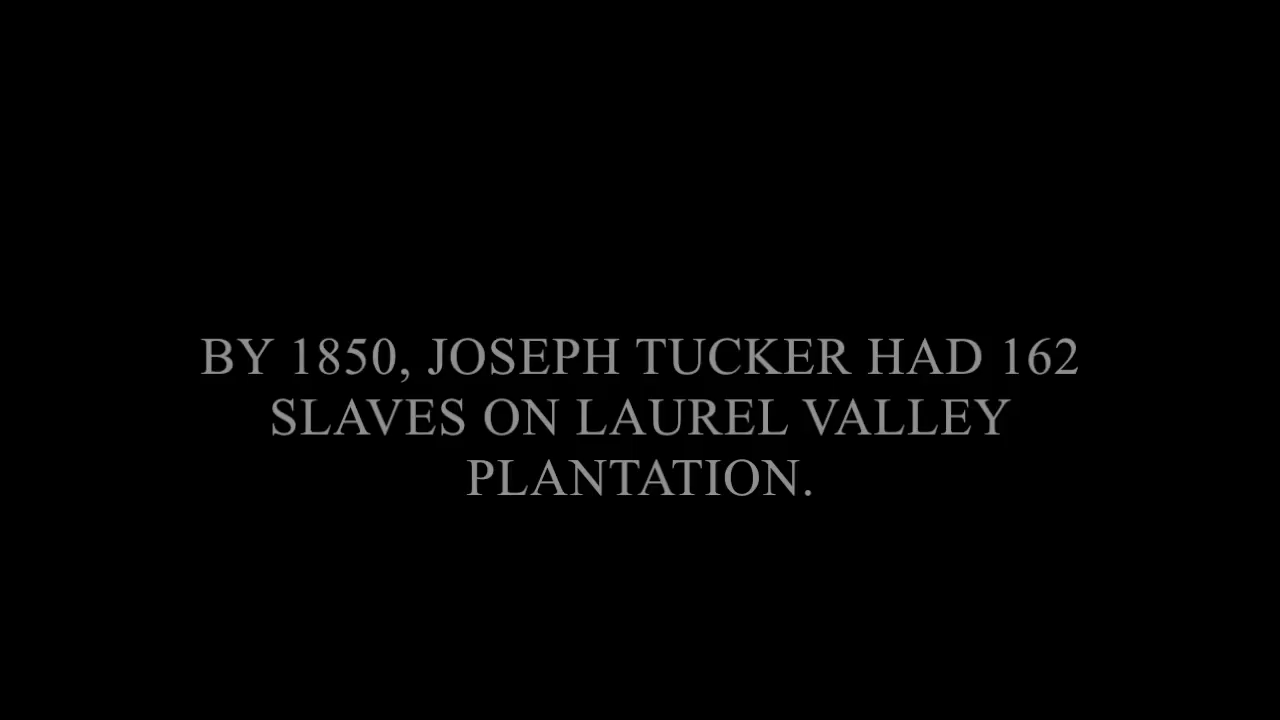 BY 1850, JOSEPH TUCKER HAD 162
SLAVES ON LAUREL VALLEY
PLANTATION.